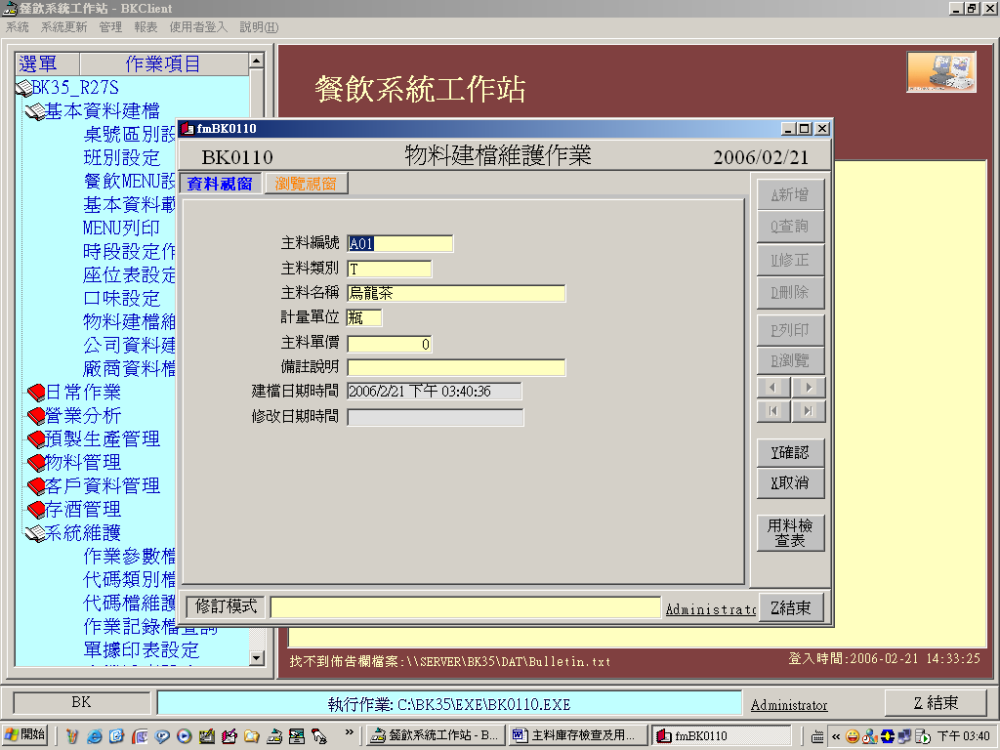 餐飲系統工作站 - BKClient
系統 系統更新 管理 報表 使用者登入 說明(H)
選單 作業項目
BK35_R27S
基本資料建檔
桌號區別設
班別設定
餐飲MENU設
基本資料載
MENU列印
時段設定作
座位表設定
口味設定
物料建檔維
公司資料建
廠商資料檔
日常作業
營業分析
預製生產管理
物料管理
客戶資料管理
存酒管理
系統維護
作業參數檔
代碼類別檔
代碼檔維護
作業記錄檔查詢
單據印表設定
餐飲系統工作站
fmBK0110
BK0110 物料建檔維護作業 2006/02/21
資料視窗 瀏覽視窗
主料編號 A01
主料類別 T
主料名稱 烏龍茶
計量單位 瓶
主料單價 0
備註說明
建檔日期時間 2006/2/21 下午 03:40:36
修改日期時間
A新增
Q查詢
U修正
D刪除
P列印
B瀏覽
Y確認
X取消
用料檢
查表
修訂模式 Administrato Z結束
找不到佈告欄檔案:\\SERVER\BK35\DAT\Bulletin.txt 登入時間:2006-02-21 14:33:25
BK 執行作業: C:\BK35\EXE\BK0110.EXE Administrator Z 結束
開始 » 餐飲系統工作站 - B... 主料庫存檢查及用... fmBK0110 « 下午 03:40